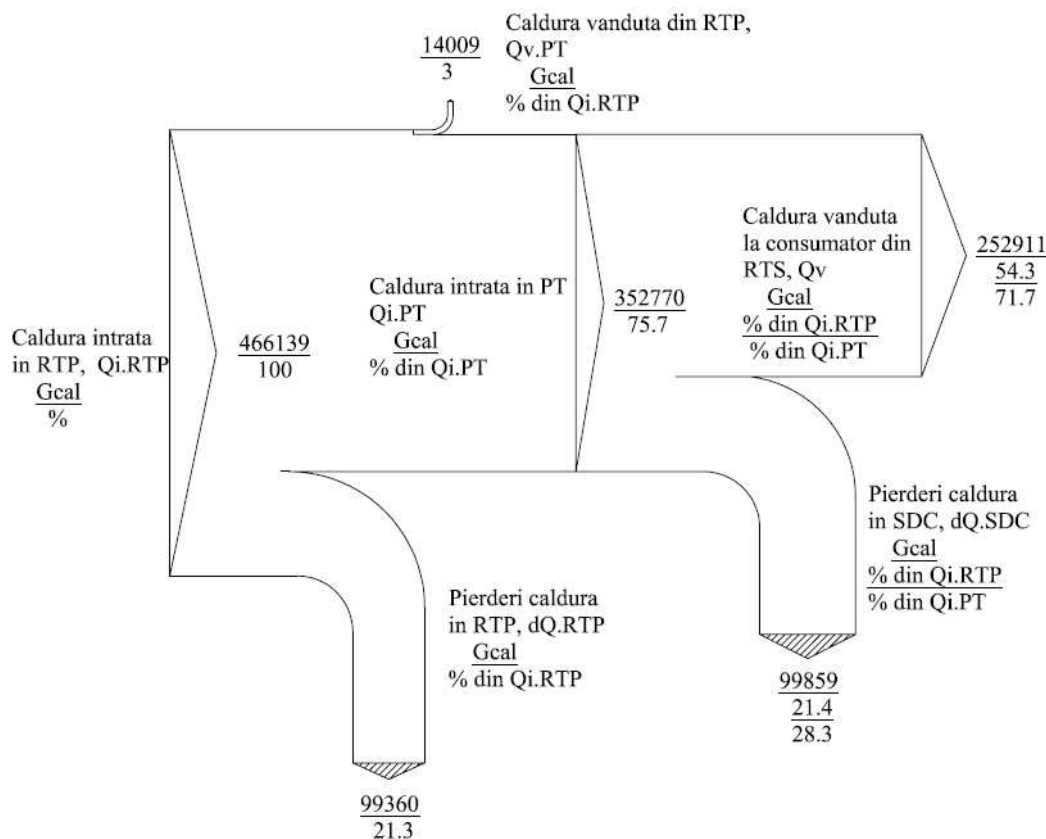 14009
3
Caldura vanduta din RTP,
Qv.PT
Gcal
% din Qi.RTP
Caldura intrata
in RTP, Qi.RTP
Gcal
%
466139
100
Caldura intrata in PT
Qi.PT
Gcal
% din Qi.PT
352770
75.7
Caldura vanduta
la consumator din
RTS, Qv
Gcal
% din Qi.RTP
% din Qi.PT
252911
54.3
71.7
Pierderi caldura
in RTP, dQ.RTP
Gcal
% din Qi.RTP
99360
21.3
Pierderi caldura
in SDC, dQ.SDC
Gcal
% din Qi.RTP
% din Qi.PT
99859
21.4
28.3